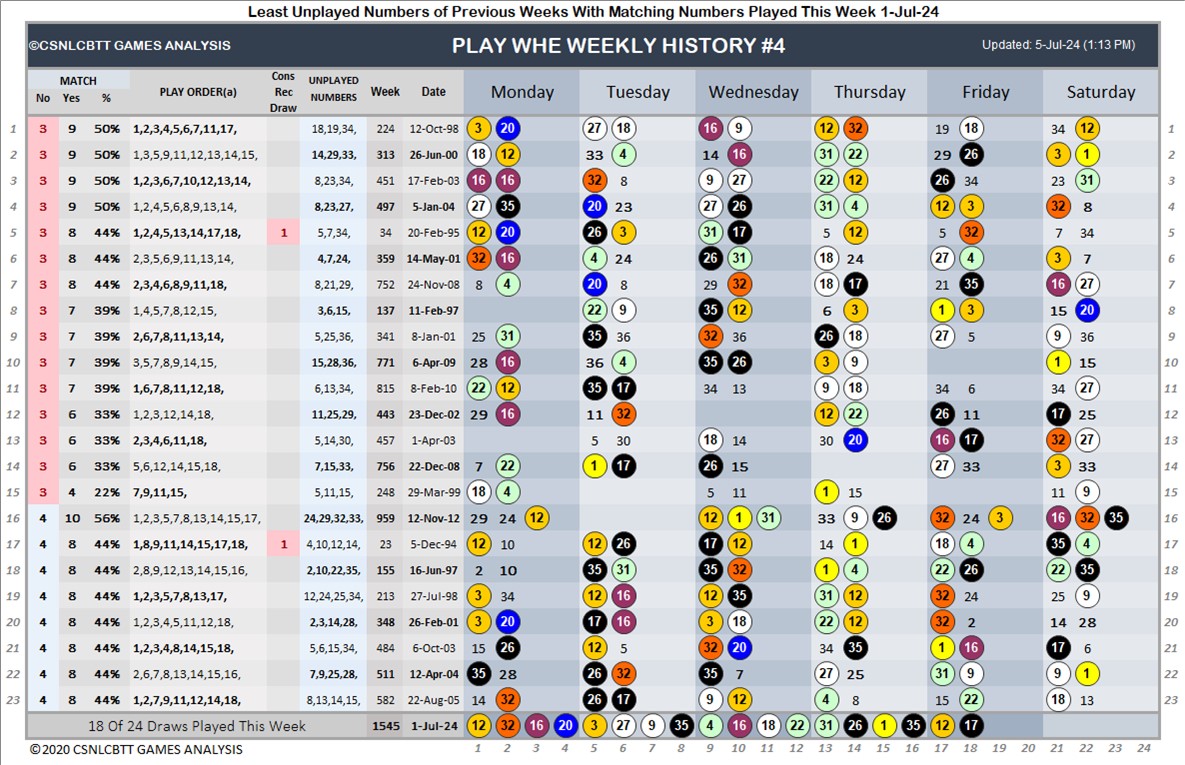 Least Unplayed Numbers of Previous Weeks With Matching Numbers Played This Week 1-Jul-24
©CSNLCBTT GAMES ANALYSIS PLAY WHE WEEKLY HISTORY #4 Updated: 5-Jul-24 (1:13 PM)
MATCH No Yes % PLAY ORDER(a) Cons Rec Draw UNPLAYED NUMBERS Week Date Monday Tuesday Wednesday Thursday Friday Saturday
1 3 9 50% 1,2,3,4,5,6,7,11,17, 18,19,34, 224 12-Oct-98 3 20 27 18 16 9 12 32 19 18 34 12 1
2 3 9 50% 1,3,5,9,11,12,13,14,15, 14,29,33, 313 26-Jun-00 18 12 33 4 14 16 31 22 29 26 3 1 2
3 3 9 50% 1,2,3,6,7,10,12,13,14, 8,23,34, 451 17-Feb-03 16 16 32 8 9 27 22 12 26 34 23 31 3
4 3 9 50% 1,2,4,5,6,8,9,13,14, 8,23,27, 497 5-Jan-04 27 35 20 23 27 26 31 4 12 3 32 8 4
5 3 8 44% 1,2,4,5,13,14,17,18, 1 5,7,34, 34 20-Feb-95 12 20 26 3 31 17 5 12 5 32 7 34 5
6 3 8 44% 2,3,5,6,9,11,13,14, 4,7,24, 359 14-May-01 32 16 4 24 26 31 18 24 27 4 3 7 6
7 3 8 44% 2,3,4,6,8,9,11,18, 8,21,29, 752 24-Nov-08 8 4 20 8 29 32 18 17 21 35 16 27 7
8 3 7 39% 1,4,5,7,8,12,15, 3,6,15, 137 11-Feb-97 22 9 35 12 6 3 1 3 15 20 8
9 3 7 39% 2,6,7,8,11,13,14, 5,25,36, 341 8-Jan-01 25 31 35 36 32 36 26 18 27 5 9 36 9
10 3 7 39% 3,5,7,8,9,14,15, 15,28,36, 771 6-Apr-09 28 16 36 4 35 26 3 9 1 15 10
11 3 7 39% 1,6,7,8,11,12,18, 6,13,34, 815 8-Feb-10 22 12 35 17 34 13 9 18 34 6 34 27 11
12 3 6 33% 1,2,3,12,14,18, 11,25,29, 443 23-Dec-02 29 16 11 32 12 22 26 11 17 25 12
13 3 6 33% 2,3,4,6,11,18, 5,14,30, 457 1-Apr-03 5 30 18 14 30 20 16 17 32 27 13
14 3 6 33% 5,6,12,14,15,18, 7,15,33, 756 22-Dec-08 7 22 1 17 26 15 27 33 3 33 14
15 3 4 22% 7,9,11,15, 5,11,15, 248 29-Mar-99 18 4 5 11 1 15 11 9 15
16 4 10 56% 1,2,3,5,7,8,13,14,15,17, 24,29,32,33, 959 12-Nov-12 29 24 12 12 1 31 33 9 26 32 24 3 16 32 35 16
17 4 8 44% 1,8,9,11,14,15,17,18, 1 4,10,12,14, 23 5-Dec-94 12 10 12 26 17 12 14 1 18 4 35 4 17
18 4 8 44% 2,8,9,12,13,14,15,16, 2,10,22,35, 155 16-Jun-97 2 10 35 31 35 32 1 4 22 26 22 35 18
19 4 8 44% 1,2,3,5,7,8,13,17, 12,24,25,34, 213 27-Jul-98 3 34 12 16 12 35 31 12 32 24 25 9 19
20 4 8 44% 1,2,3,4,5,11,12,18, 2,3,14,28, 348 26-Feb-01 3 20 17 16 3 18 22 12 32 2 14 28 20
21 4 8 44% 1,2,3,4,8,14,15,18, 5,6,15,34, 484 6-Oct-03 15 26 12 5 32 20 34 35 1 16 17 6 21
22 4 8 44% 2,6,7,8,13,14,15,16, 7,9,25,28, 511 12-Apr-04 35 28 26 32 35 7 27 25 31 9 9 1 22
23 4 8 44% 1,2,7,9,11,12,14,18, 8,13,14,15, 582 22-Aug-05 14 32 26 17 9 12 4 8 15 22 18 13 23
18 Of 24 Draws Played This Week 1545 1-Jul-24 12 32 16 20 3 27 9 35 4 16 18 22 31 26 1 35 12 17
© 2020 CSNLCBTT GAMES ANALYSIS 1 2 3 4 5 6 7 8 9 10 11 12 13 14 15 16 17 18 19 20 21 22 23 24